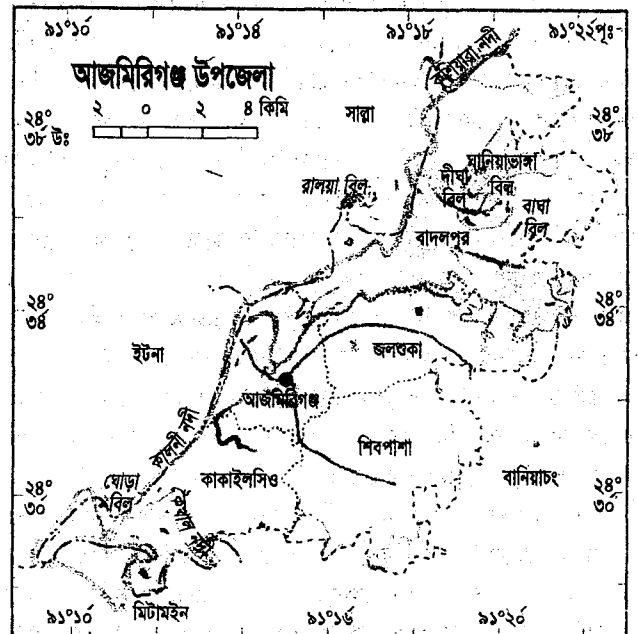 ৯১°১০ ৯১°১৪ ৯১°১৮ ৯১°২২পূঃ
আজমিরিগঞ্জ উপজেলা
২ ০ ২ ৪ কিমি
২৪°
৩৮ উঃ
২৪°
৩৮
সাল্লা
ঘানিয়াভাঙ্গা
বিল
দীঘা
বিল
রালয়া বিল
বাঘা
বিল
বাদলপুর
২৪°
৩৪
২৪°
৩৪
ইটনা
জলশুকা
আজমিরিগঞ্জ
কালনী নদী
শিবপাশা
কাকাইলসিও
বানিয়াচং
ঘোড়া
বিল
২৪°
৩০
২৪°
৩০
মিটামইন
৯১°১০ ৯১°১৬ ৯১°২০